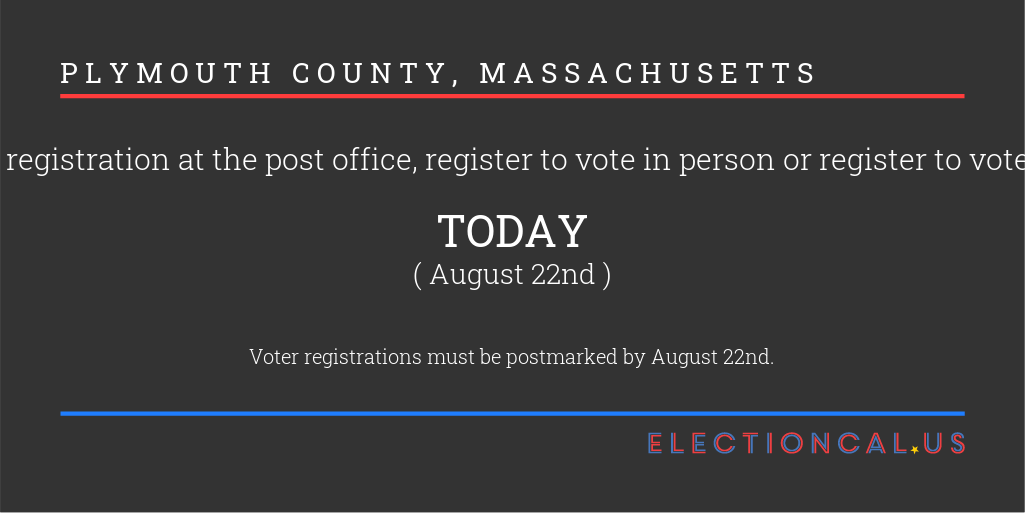 PLYMOUTH COUNTY, MASSACHUSETTS
registration at the post office, register to vote in person or register to vote
TODAY
( August 22nd )
Voter registrations must be postmarked by August 22nd.
ELECTIONCAL.US